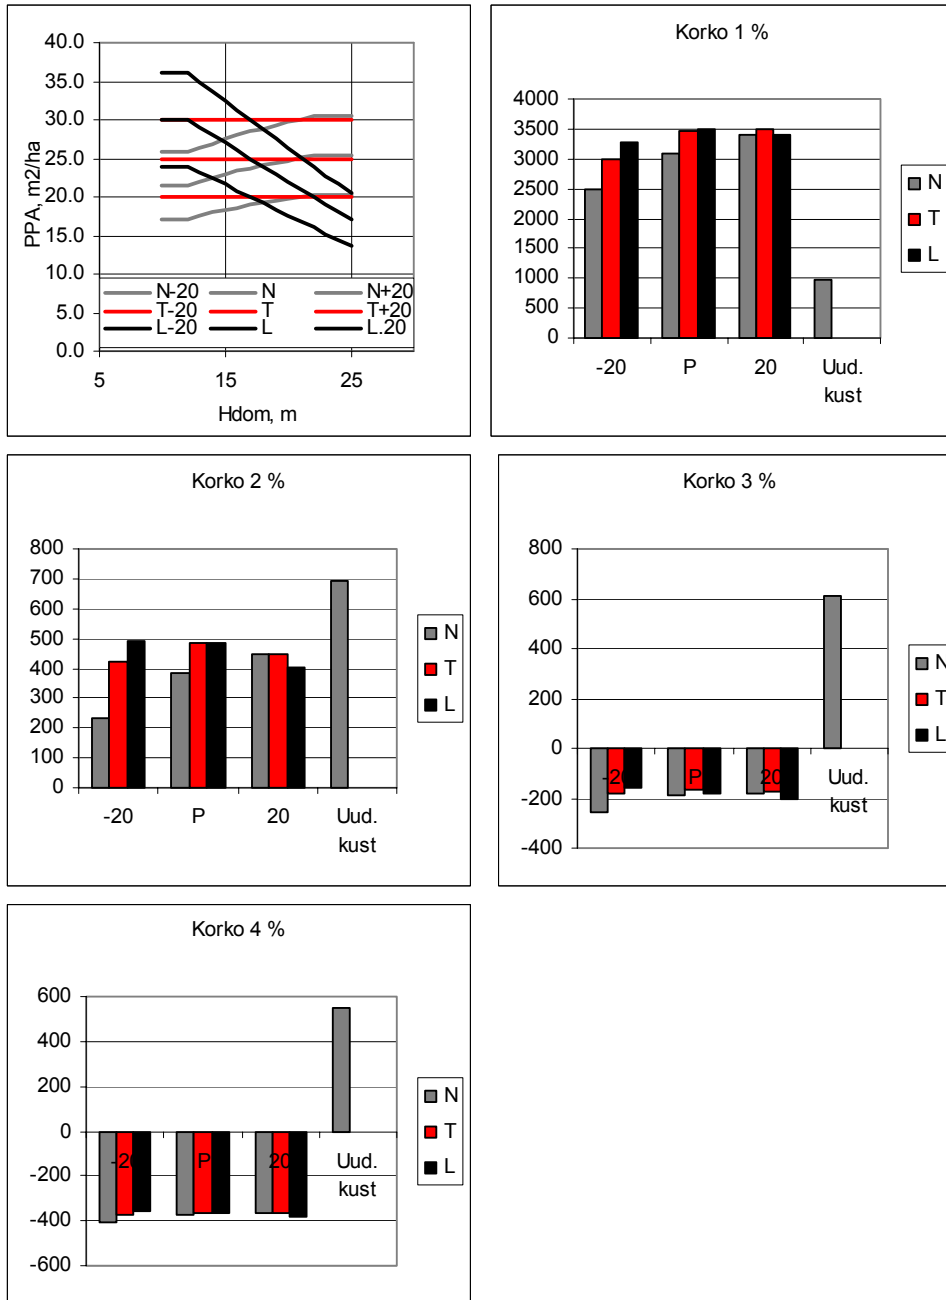 40.0
35.0
30.0
25.0
20.0
15.0
10.0
5.0
0.0
PPA, m2/ha
N-20 N N+20
T-20 T T+20
L-20 L L.20
5 15 25
Hdom, m
Korko 1 %
4000
3500
3000
2500
2000
1500
1000
500
0
-20 P 20 Uud.
kust
N
T
L
Korko 2 %
800
700
600
500
400
300
200
100
0
-20 P 20 Uud.
kust
N
T
L
Korko 3 %
800
600
400
200
0
-200
-400
-20 P 20 Uud.
kust
N
T
L
Korko 4 %
600
400
200
0
-200
-400
-600
-20 P 20 Uud.
kust
N
T
L